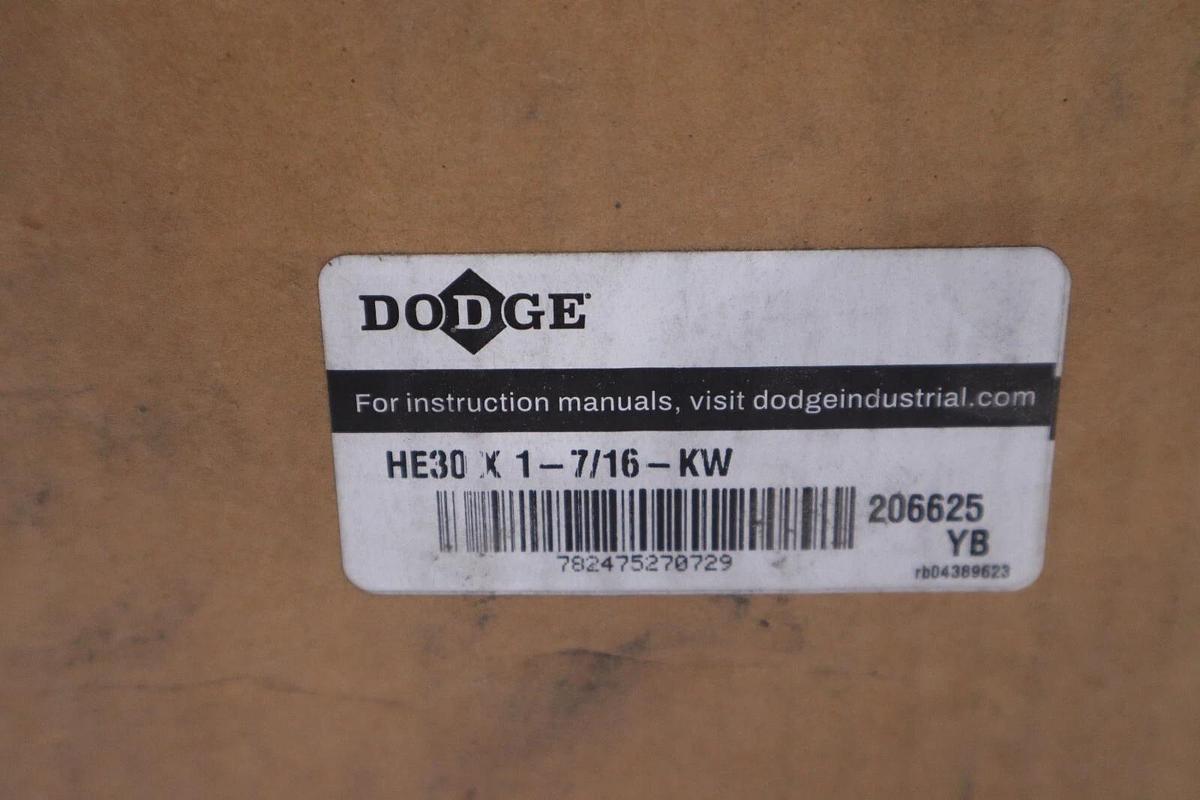 DODGE
For instruction manuals, visit dodgeindustrial.com
HE30 X 1-7/16-KW
206625
YB
782475270729
rb04389623